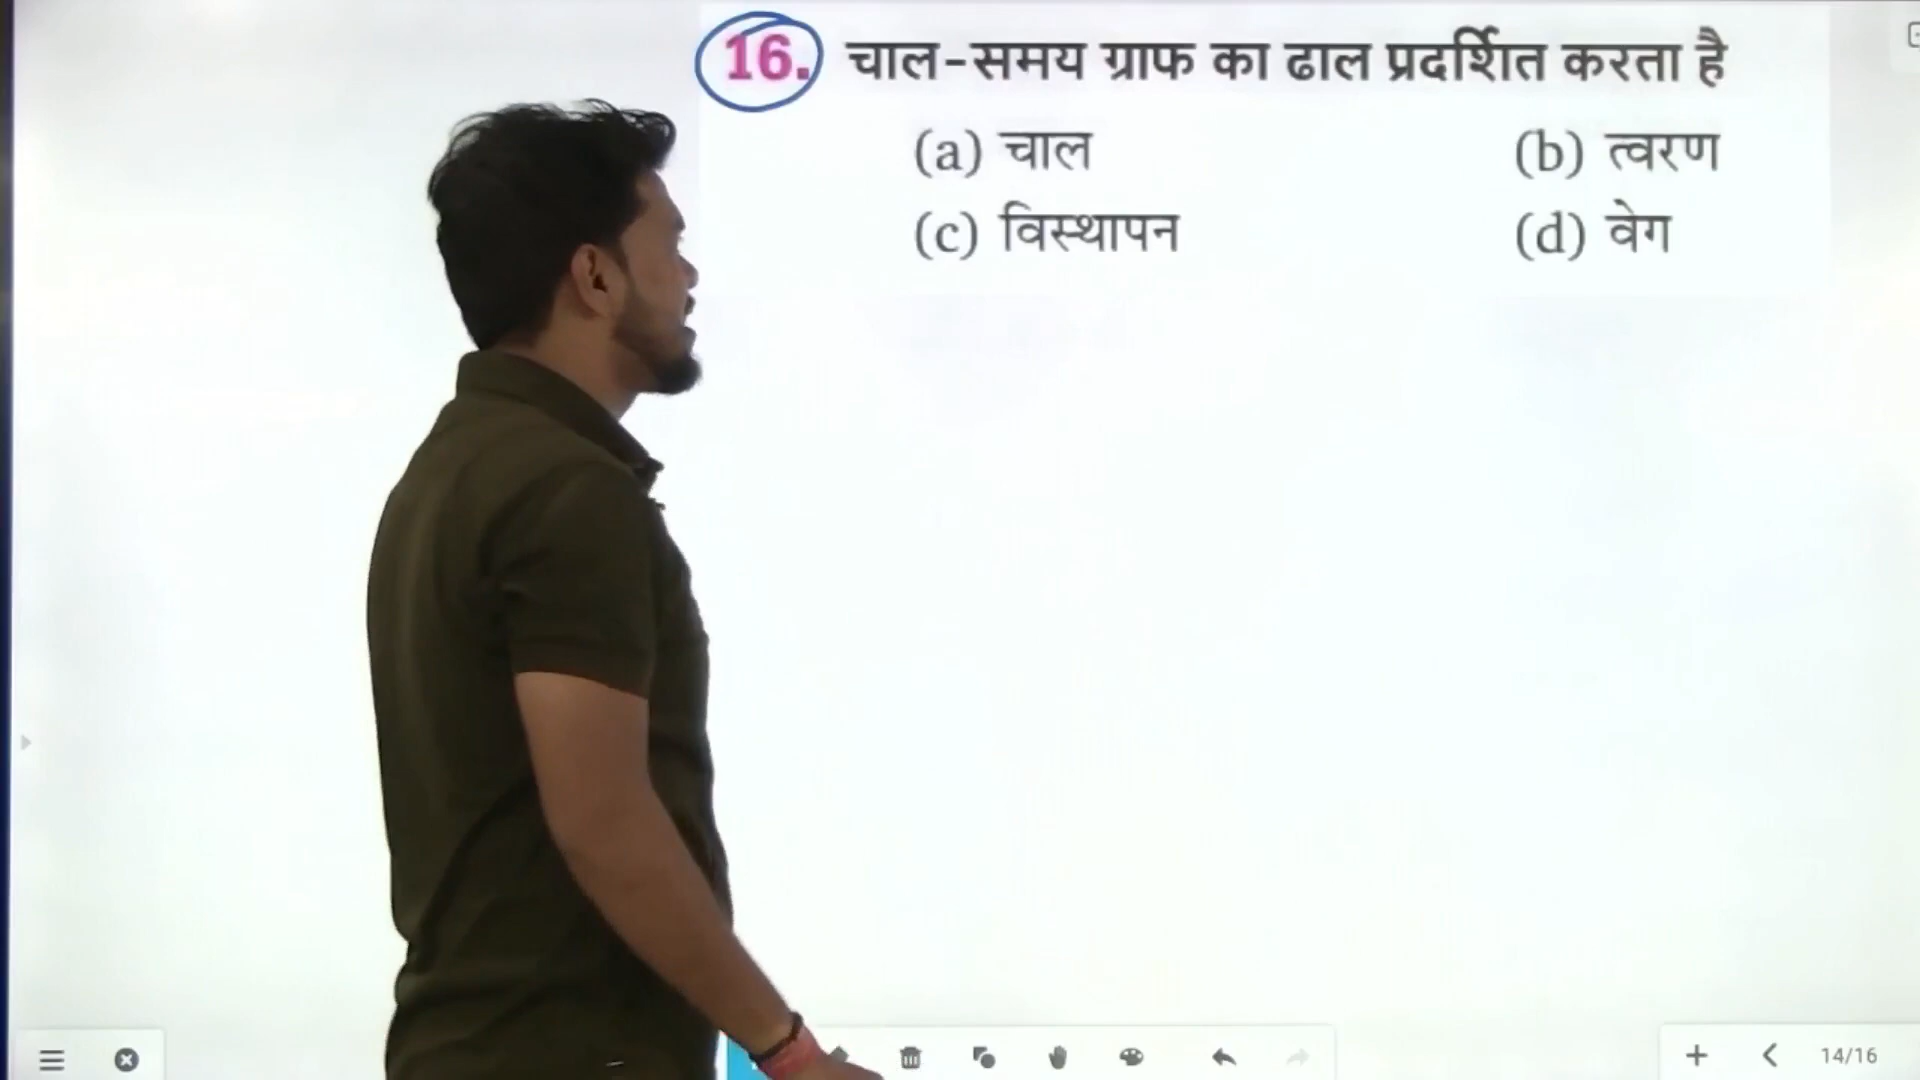 16. चाल-समय ग्राफ का ढाल प्रदर्शित करता है
(a) चाल (b) त्वरण
(c) विस्थापन (d) वेग
14/16